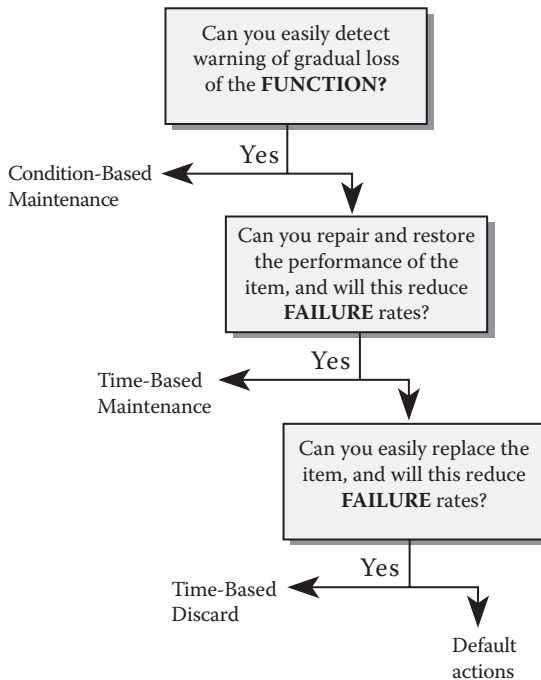 Can you easily detect
warning of gradual loss
of the FUNCTION?
Yes
Condition-Based
Maintenance
Can you repair and restore
the performance of the
item, and will this reduce
FAILURE rates?
Yes
Time-Based
Maintenance
Can you easily replace the
item, and will this reduce
FAILURE rates?
Yes
Time-Based
Discard
Default
actions